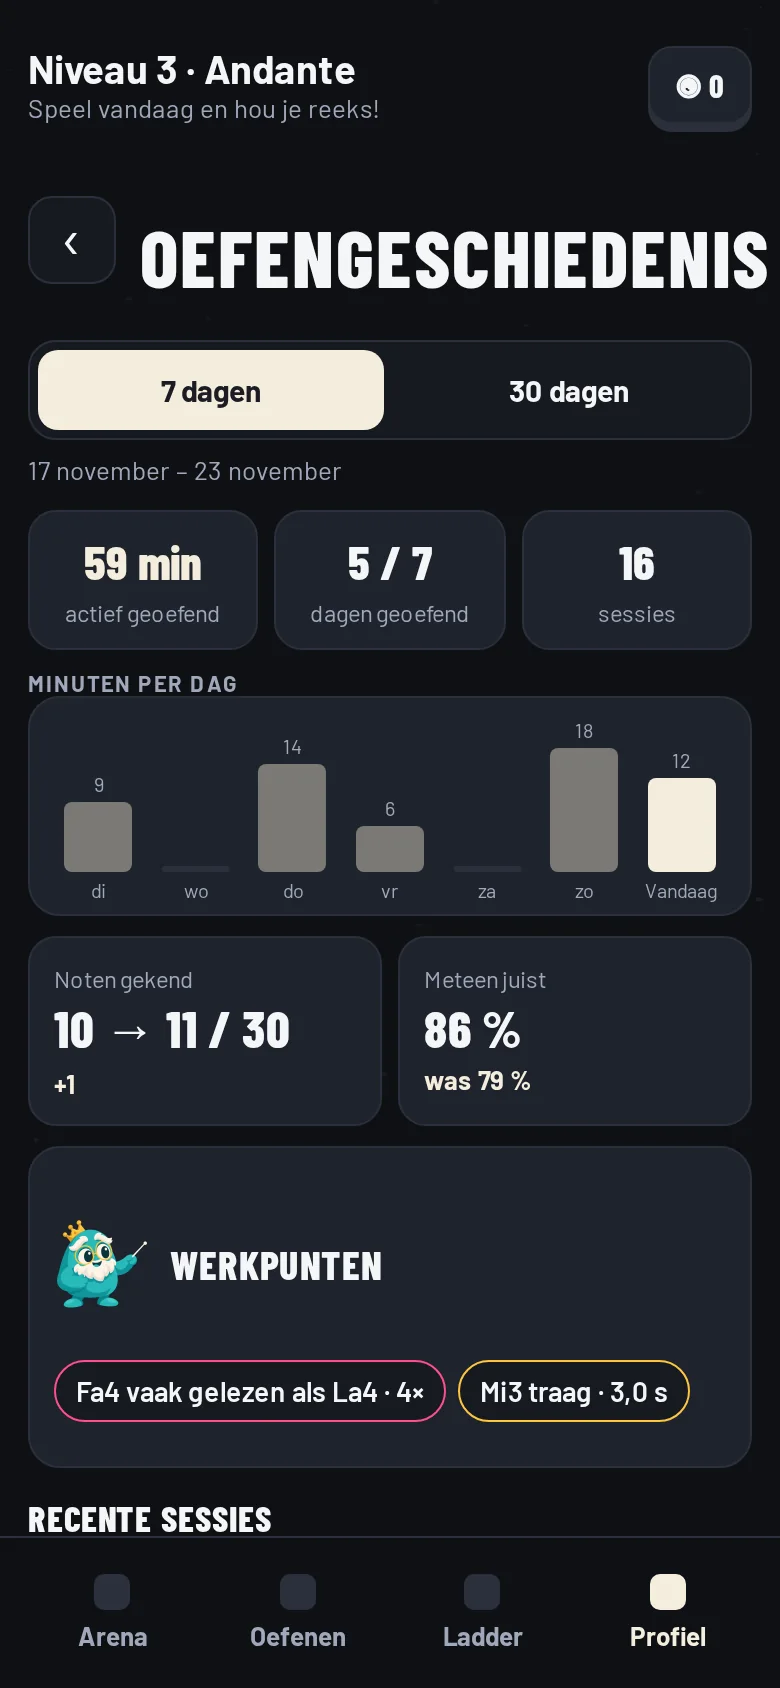 Niveau 3 · Andante
Speel vandaag en hou je reeks!
0
‹
OEFENGESCHIEDENIS
7 dagen
30 dagen
17 november – 23 november
59 min
actief geoefend
5 / 7
dagen geoefend
16
sessies
MINUTEN PER DAG
9
14
6
18
12
di
wo
do
vr
za
zo
Vandaag
Noten gekend
10 → 11 / 30
+1
Meteen juist
86 %
was 79 %
WERKPUNTEN
Fa4 vaak gelezen als La4 · 4×
Mi3 traag · 3,0 s
RECENTE SESSIES
Arena
Oefenen
Ladder
Profiel